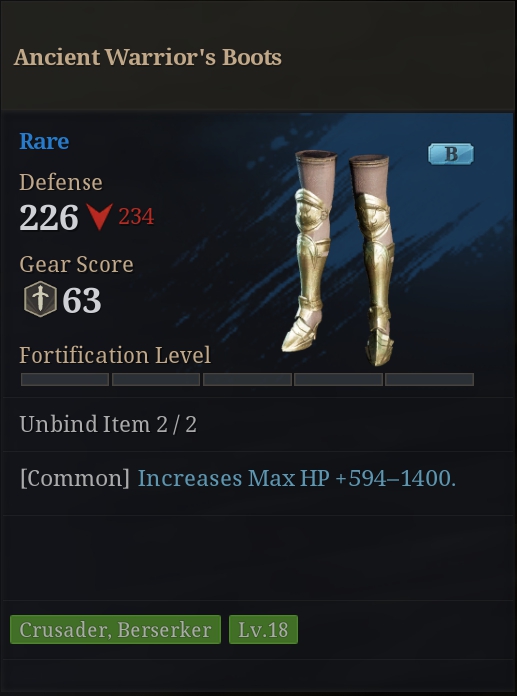 Ancient Warrior's Boots
Rare
B
Defense
226 234
Gear Score
63
Fortification Level
Unbind Item 2 / 2
[Common] Increases Max HP +594–1400.
Crusader, Berserker Lv.18